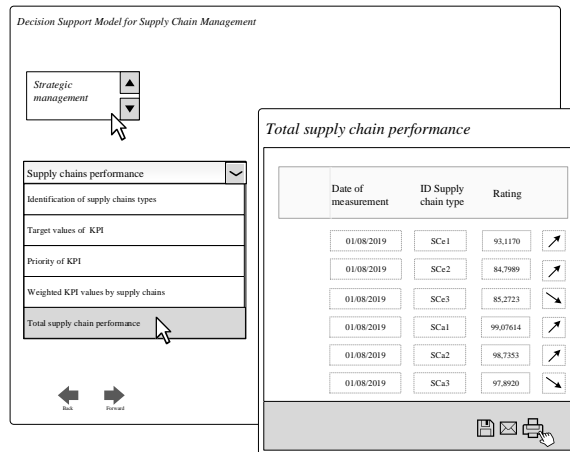 Decision Support Model for Supply Chain Management
Strategic
management
Supply chains performance
Identification of supply chains types
Target values of  KPI
Priority of KPI
Weighted KPI values by supply chains
Total supply chain performance
Back
Forward
Total supply chain performance
Date of measurement
ID Supply chain type
Rating
01/08/2019 SCe1 93,1170
01/08/2019 SCe2 84,7989
01/08/2019 SCe3 85,2723
01/08/2019 SCa1 99,07614
01/08/2019 SCa2 98,7353
01/08/2019 SCa3 97,8920